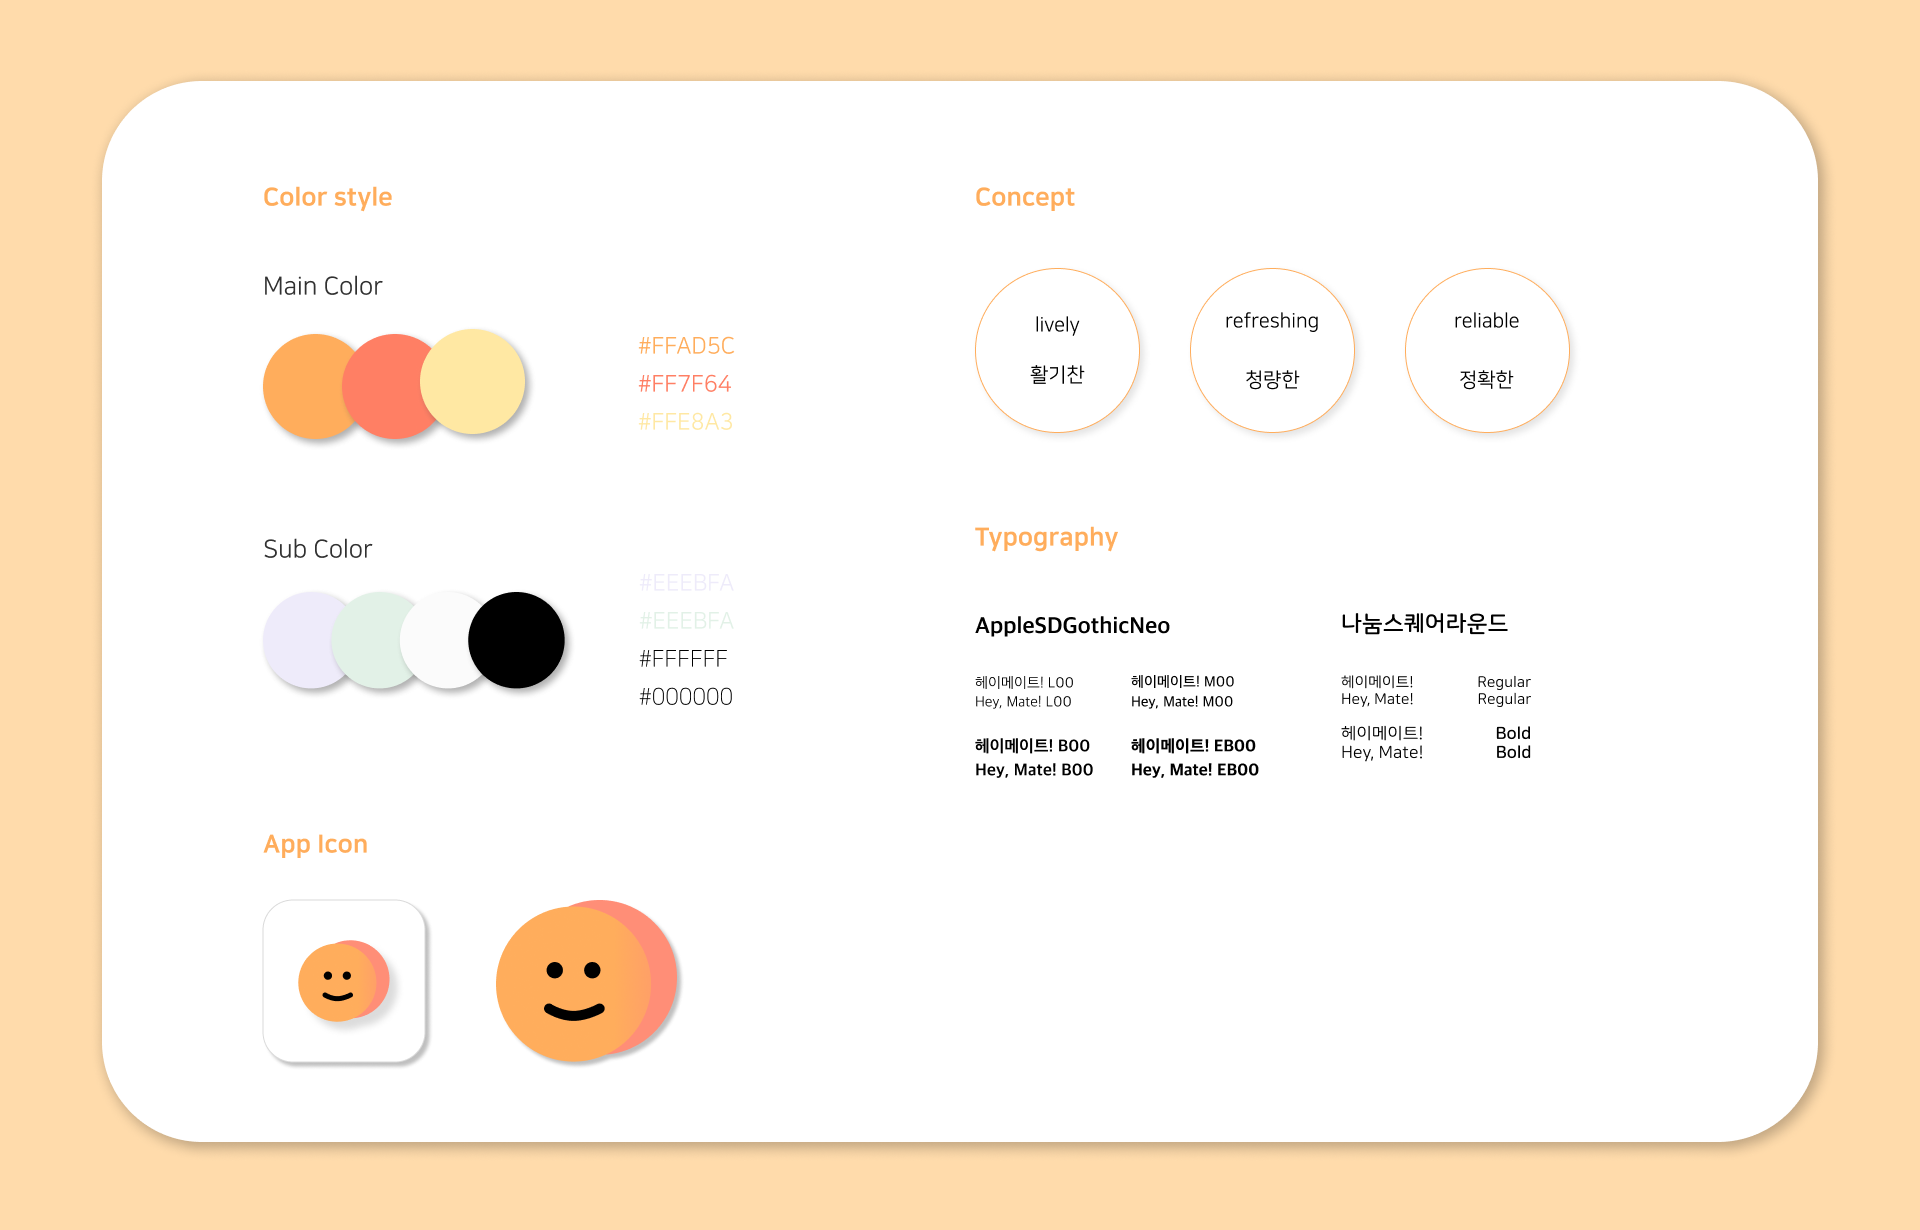 Color style
Main Color
#FFAD5C
#FF7F64
#FFE8A3
Sub Color
#EEEBFA
#EEEBFA
#FFFFFF
#000000
App Icon
Concept
lively
활기찬
refreshing
청량한
reliable
정확한
Typography
AppleSDGothicNeo
헤이메이트! L00
Hey, Mate! L00
헤이메이트! M00
Hey, Mate! M00
헤이메이트! B00
Hey, Mate! B00
헤이메이트! EB00
Hey, Mate! EB00
나눔스퀘어라운드
헤이메이트! Regular
Hey, Mate! Regular
헤이메이트! Bold
Hey, Mate! Bold